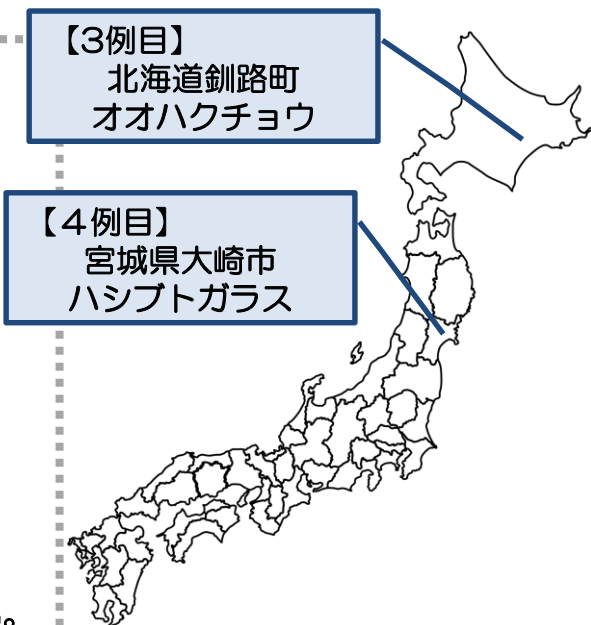 【3例目】
北海道釧路町
オオハクチョウ
【4例目】
宮城県大崎市
ハシブトガラス